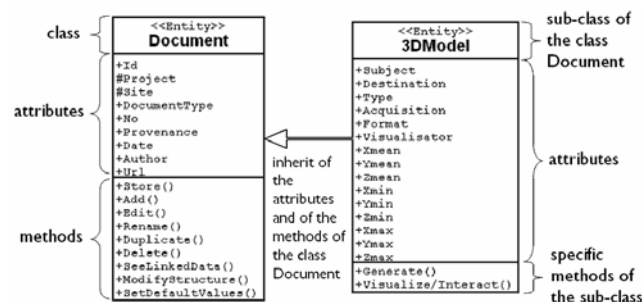 class
attributes
methods
<<Entity>>
Document
+Id
#Project
#Site
+DocumentType
+No
+Provenance
+Date
+Author
+Url
+Store()
+Add()
+Edit()
+Rename()
+Duplicate()
+Delete()
+SeeLinkedData()
+ModifyStructure()
+SetDefaultValues()
inherit of
the
attributes
and of the
methods of
the class
Document
<<Entity>>
3DModel
+Subject
+Destination
+Type
+Acquisition
+Format
+Visualisator
+Xmean
+Ymean
+Zmean
+Xmin
+Ymin
+Zmin
+Xmax
+Ymax
+Zmax
+Generate()
+Visualize/Interact()
sub-class of
the class
Document
attributes
specific
methods of
the sub-class